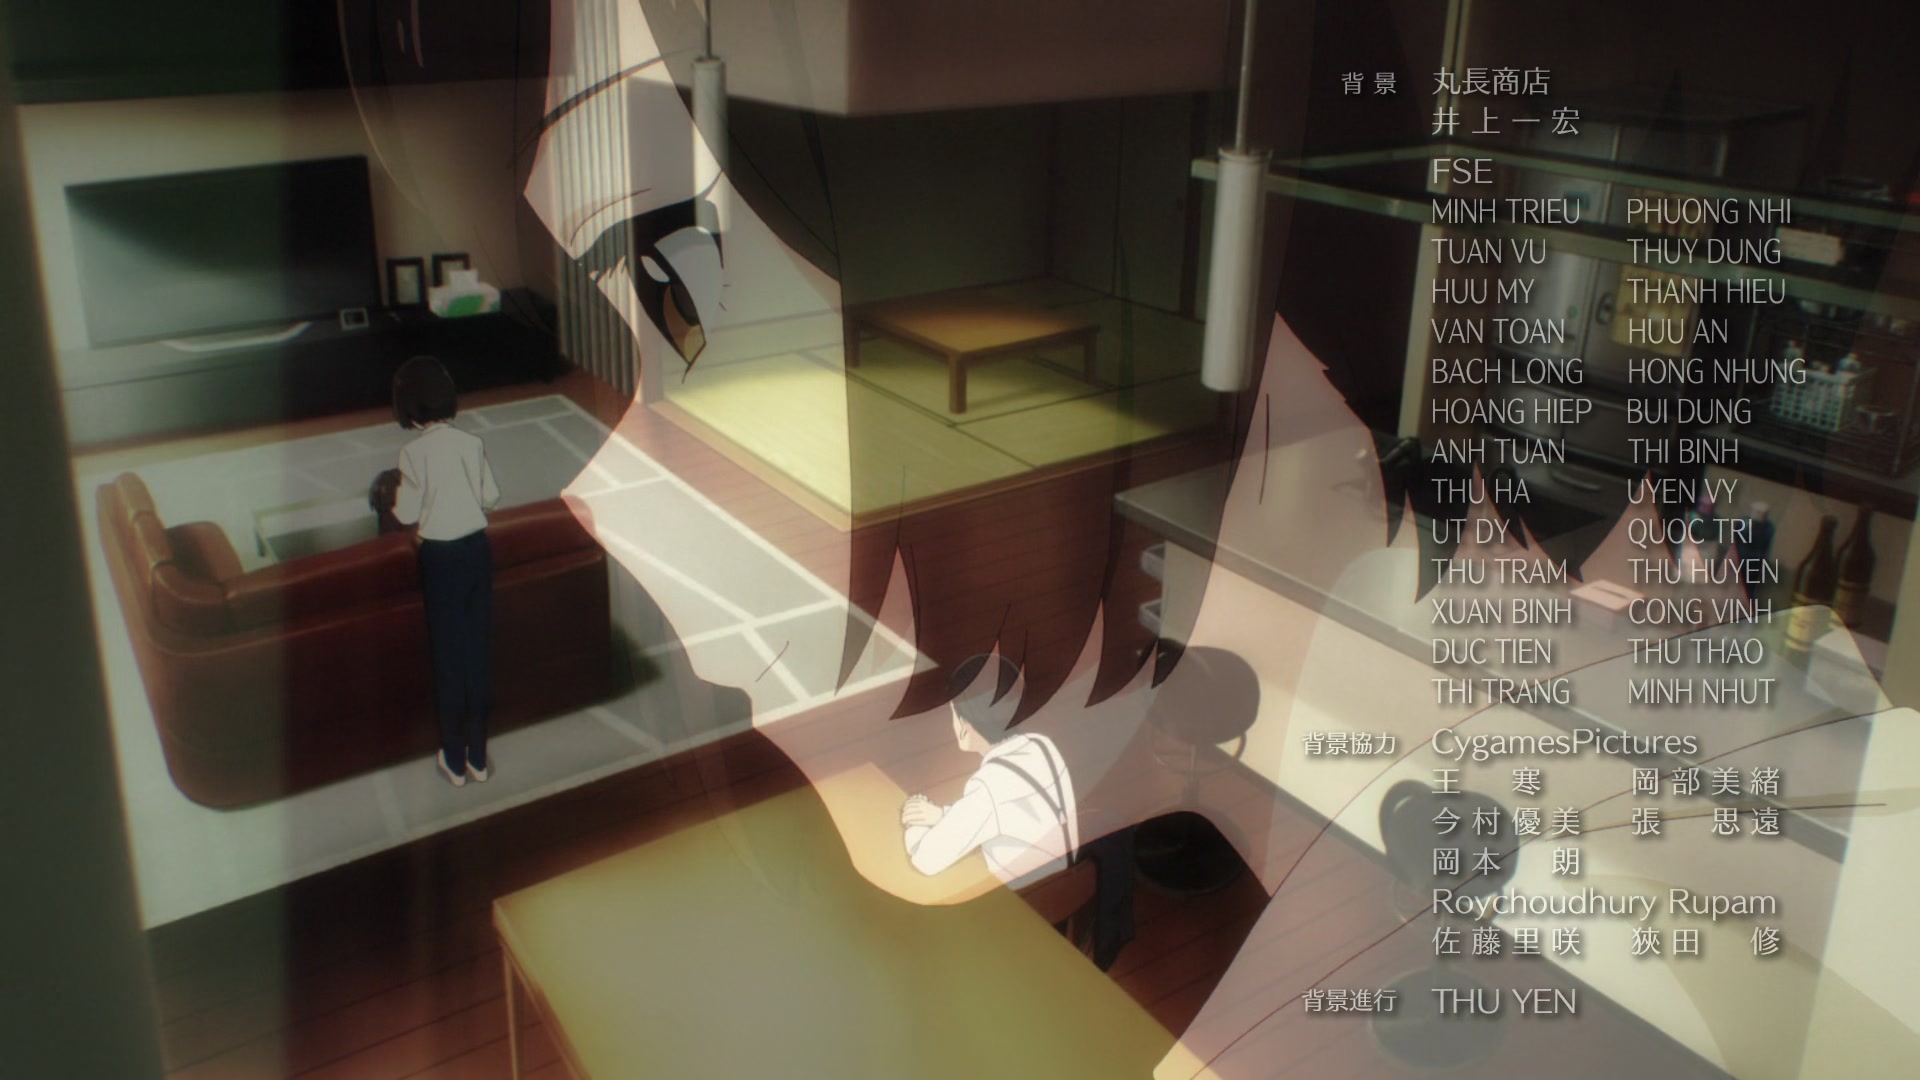 背景 丸長商店
井上一宏
FSE
MINH TRIEU PHUONG NHI
TUAN VU THUY DUNG
HUU MY THANH HIEU
VAN TOAN HUU AN
BACH LONG HONG NHUNG
HOANG HIEP BUI DUNG
ANH TUAN THI BINH
THU HA UYEN VY
UT DY QUOC TRI
THU TRAM THU HUYEN
XUAN BINH CONG VINH
DUC TIEN THU THAO
THI TRANG MINH NHUT
背景協力 CygamesPictures
王寒 岡部美緒
今村優美 張思遠
岡本朗
Roychoudhury Rupam
佐藤里咲 狹田修
背景進行 THU YEN